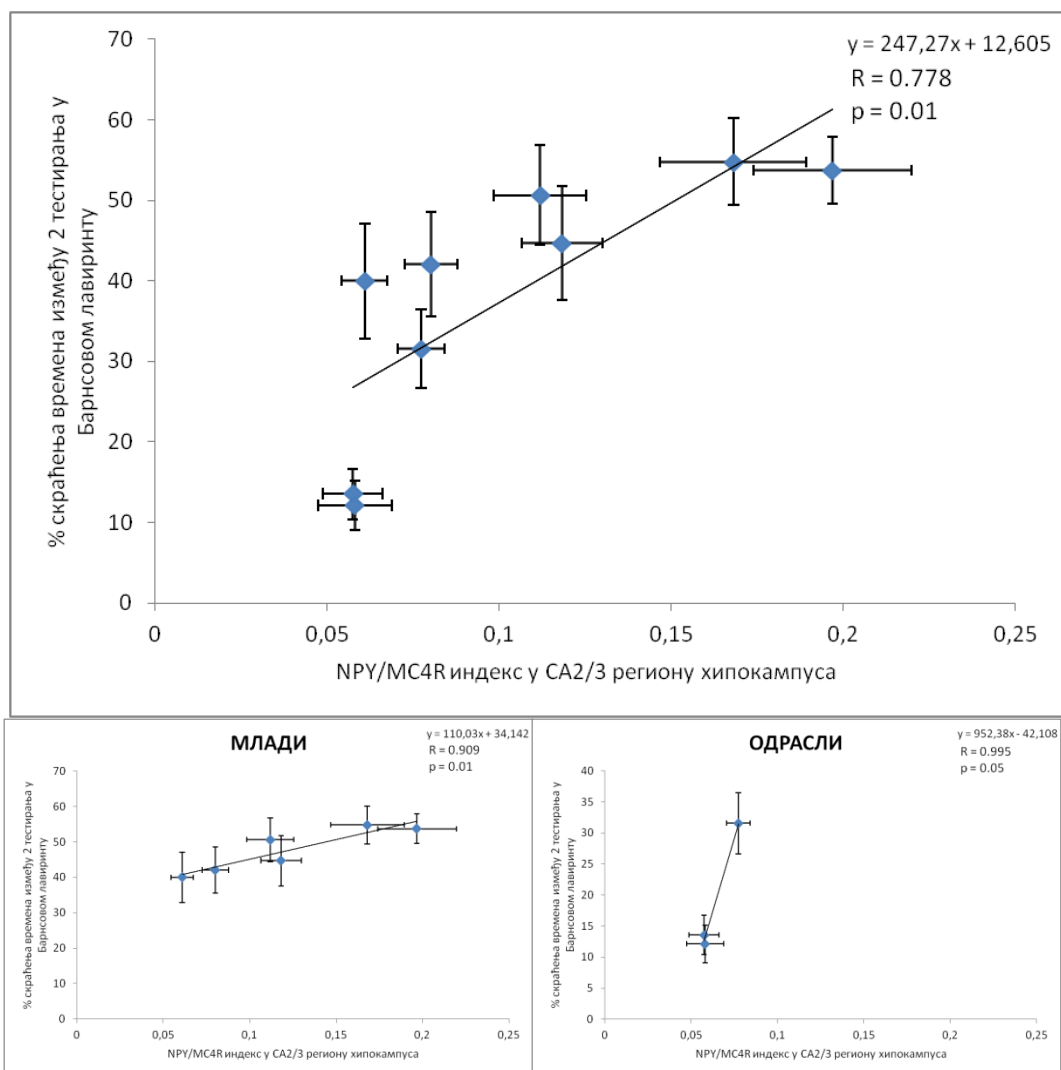 y = 247,27x + 12,605
R = 0.778
p = 0.01
% скраћења времена између 2 тестирања у
Барнсовом лавиринту
70
60
50
40
30
20
10
0
0 0,05 0,1 0,15 0,2 0,25
NPY/MC4R индекс у CA2/3 региону хипокампуса
МЛАДИ
y = 110,03x + 34,142
R = 0.909
p = 0.01
% скраћења времена између 2 тестирања у
Барнсовом лавиринту
70
60
50
40
30
20
10
0
0 0,05 0,1 0,15 0,2 0,25
NPY/MC4R индекс у CA2/3 региону хипокампуса
ОДРАСЛИ
y = 952,38x - 42,108
R = 0.995
p = 0.05
% скраћења времена између 2 тестирања у
Барнсовом лавиринту
40
35
30
25
20
15
10
5
0
0 0,05 0,1 0,15 0,2 0,25
NPY/MC4R индекс у CA2/3 региону хипокампуса